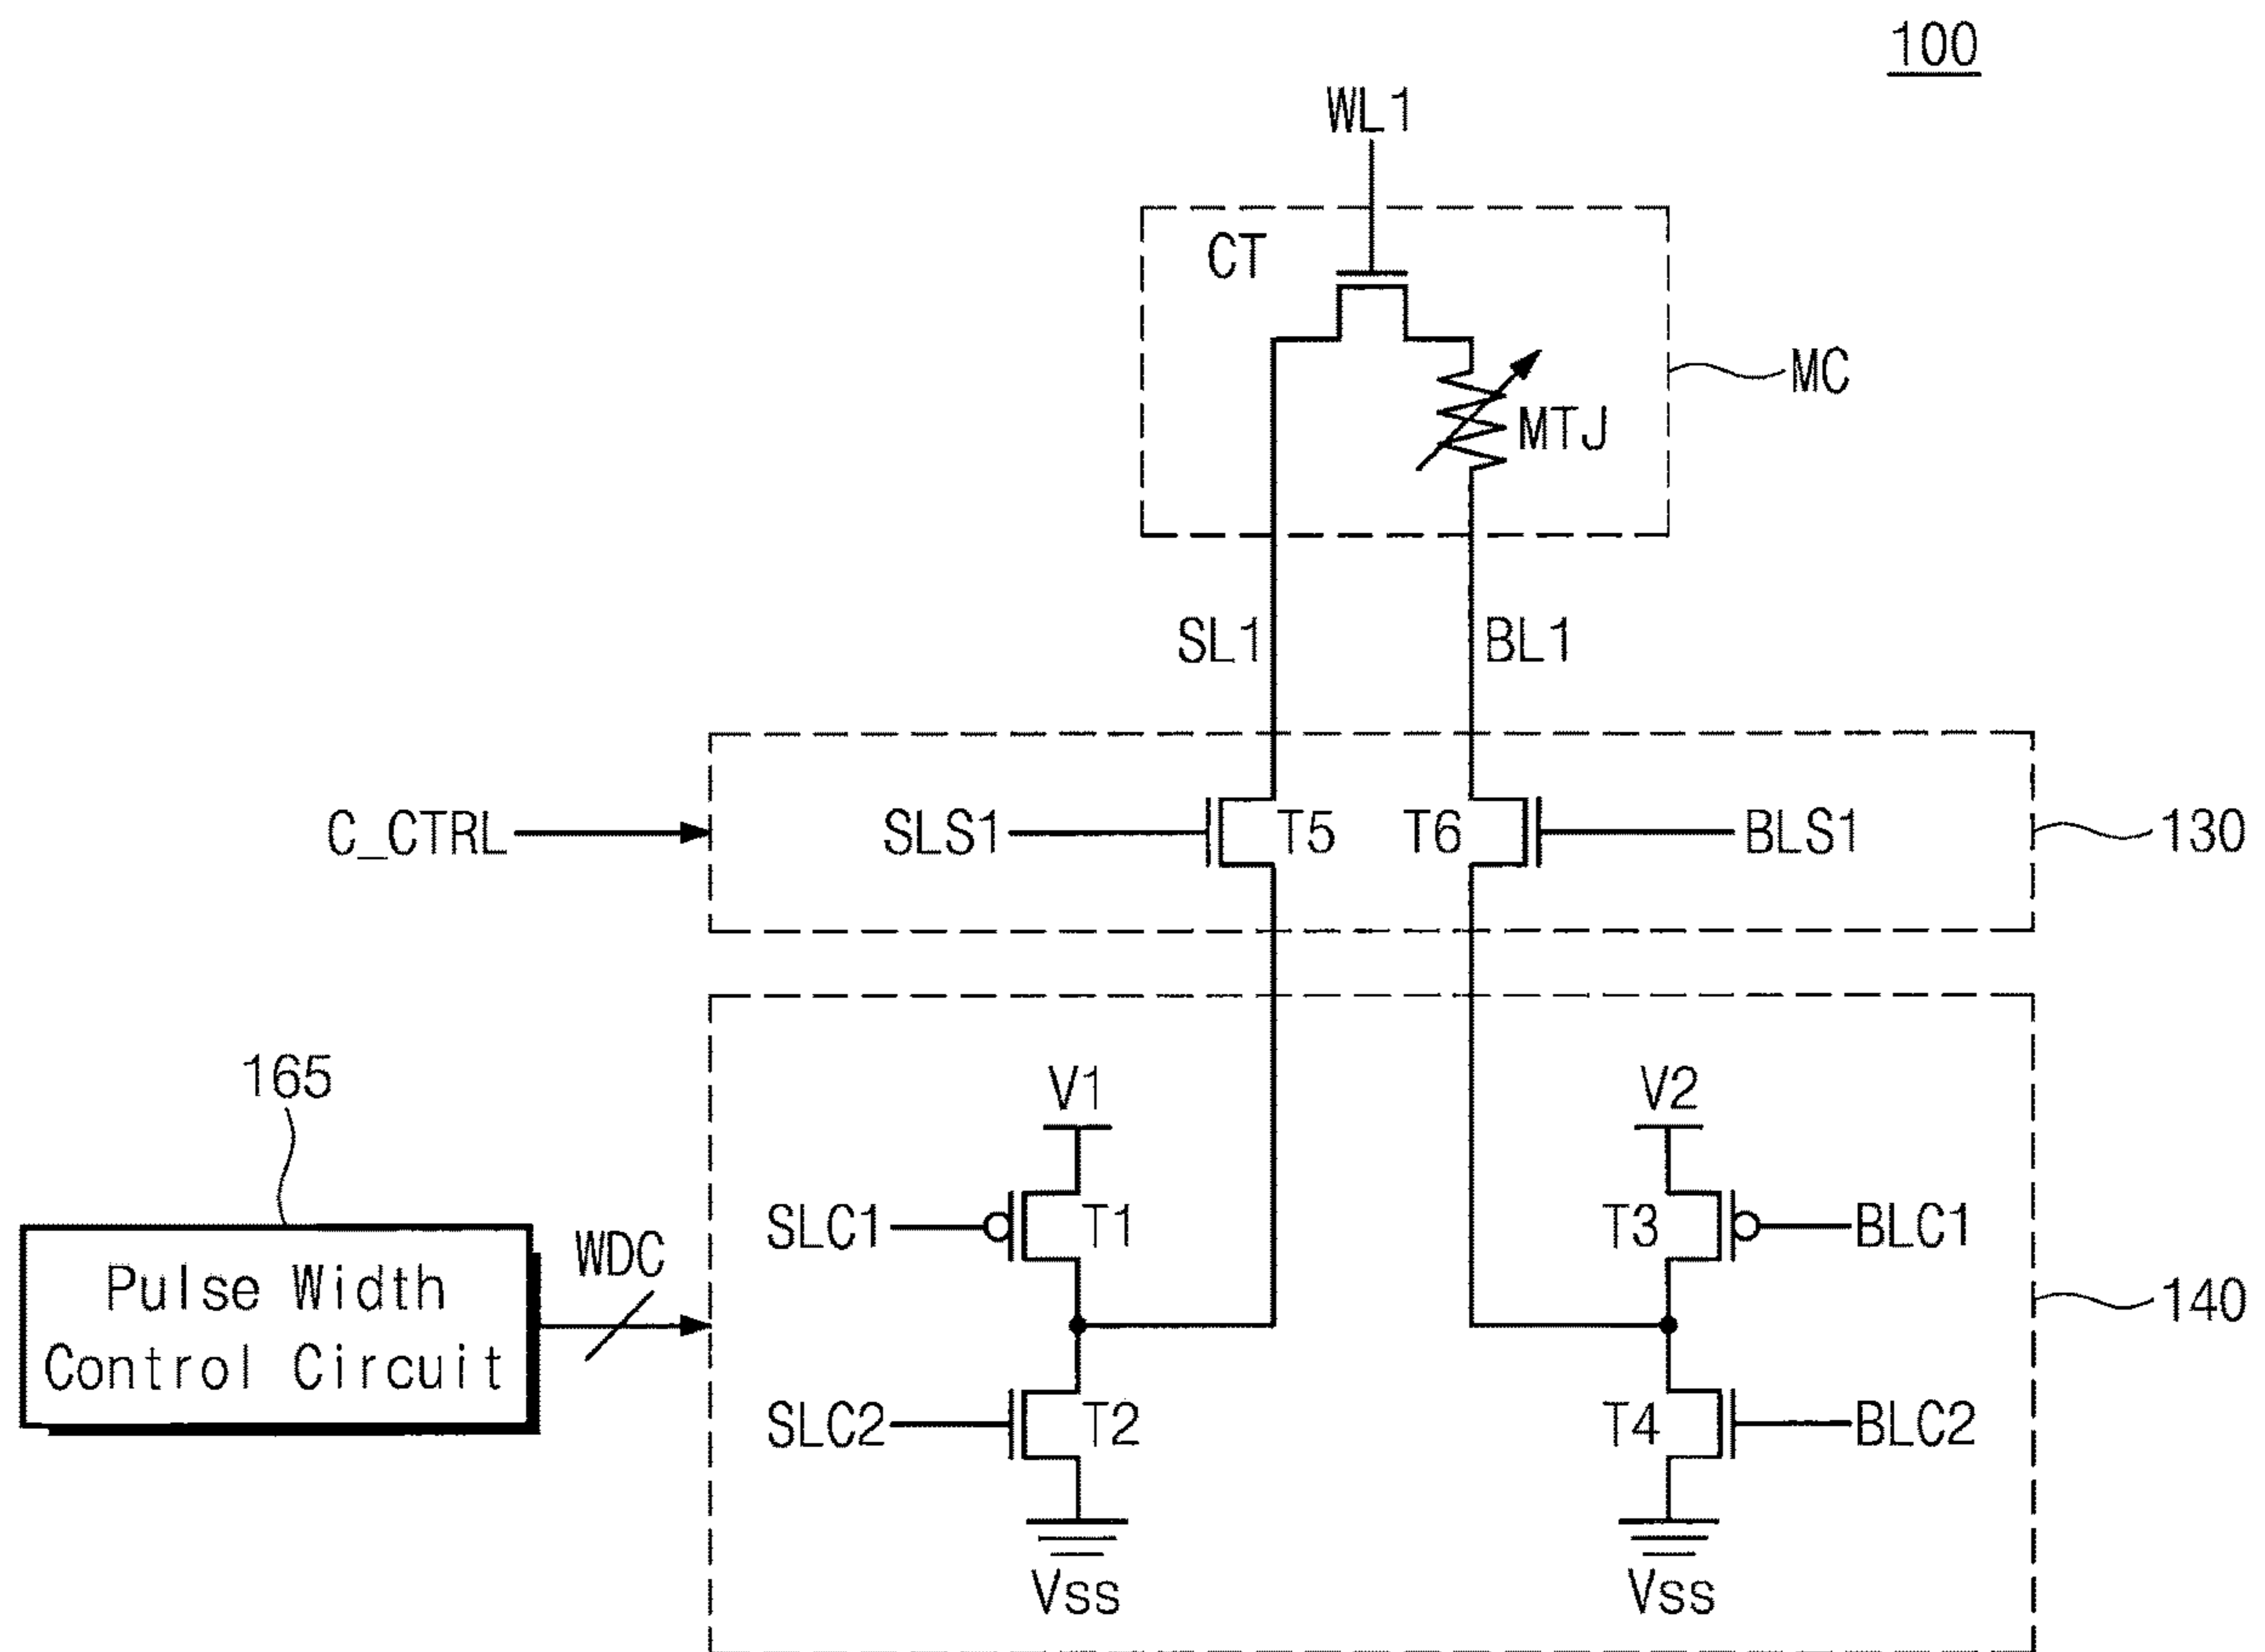 100
WL1
CT
MC
MTJ
SL1
BL1
C_CTRL
SLS1
T5
T6
BLS1
130
165
V1
V2
SLC1
T1
T3
BLC1
WDC
Pulse Width
Control Circuit
140
SLC2
T2
T4
BLC2
Vss
Vss